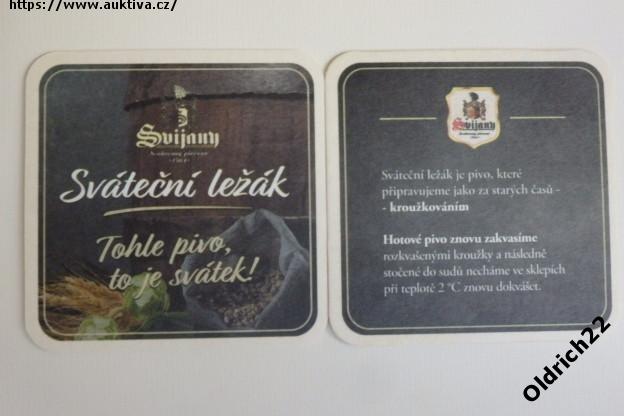 https://www.auktiva.cz/
Svijany
Sváteční ležák
Tohle pivo,
to je svátek!
Svijany
Sváteční ležák je pivo, které
připravujeme jako za starých časů –
- kroužkováním
Hotové pivo znovu zakvasíme
rozkvašenými kroužky a následně
stočené do sudů necháme ve sklepích
při teplotě 2 °C znovu dokvášet.
Oldrich22